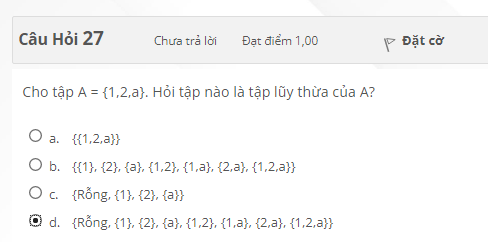 Câu Hỏi 27
Chưa trả lời
Đạt điểm 1,00
Đặt cờ
Cho tập A = {1,2,a}. Hỏi tập nào là tập lũy thừa của A?
a. {{1,2,a}}
b. {{1}, {2}, {a}, {1,2}, {1,a}, {2,a}, {1,2,a}}
c. {Rỗng, {1}, {2}, {a}}
d. {Rỗng, {1}, {2}, {a}, {1,2}, {1,a}, {2,a}, {1,2,a}}